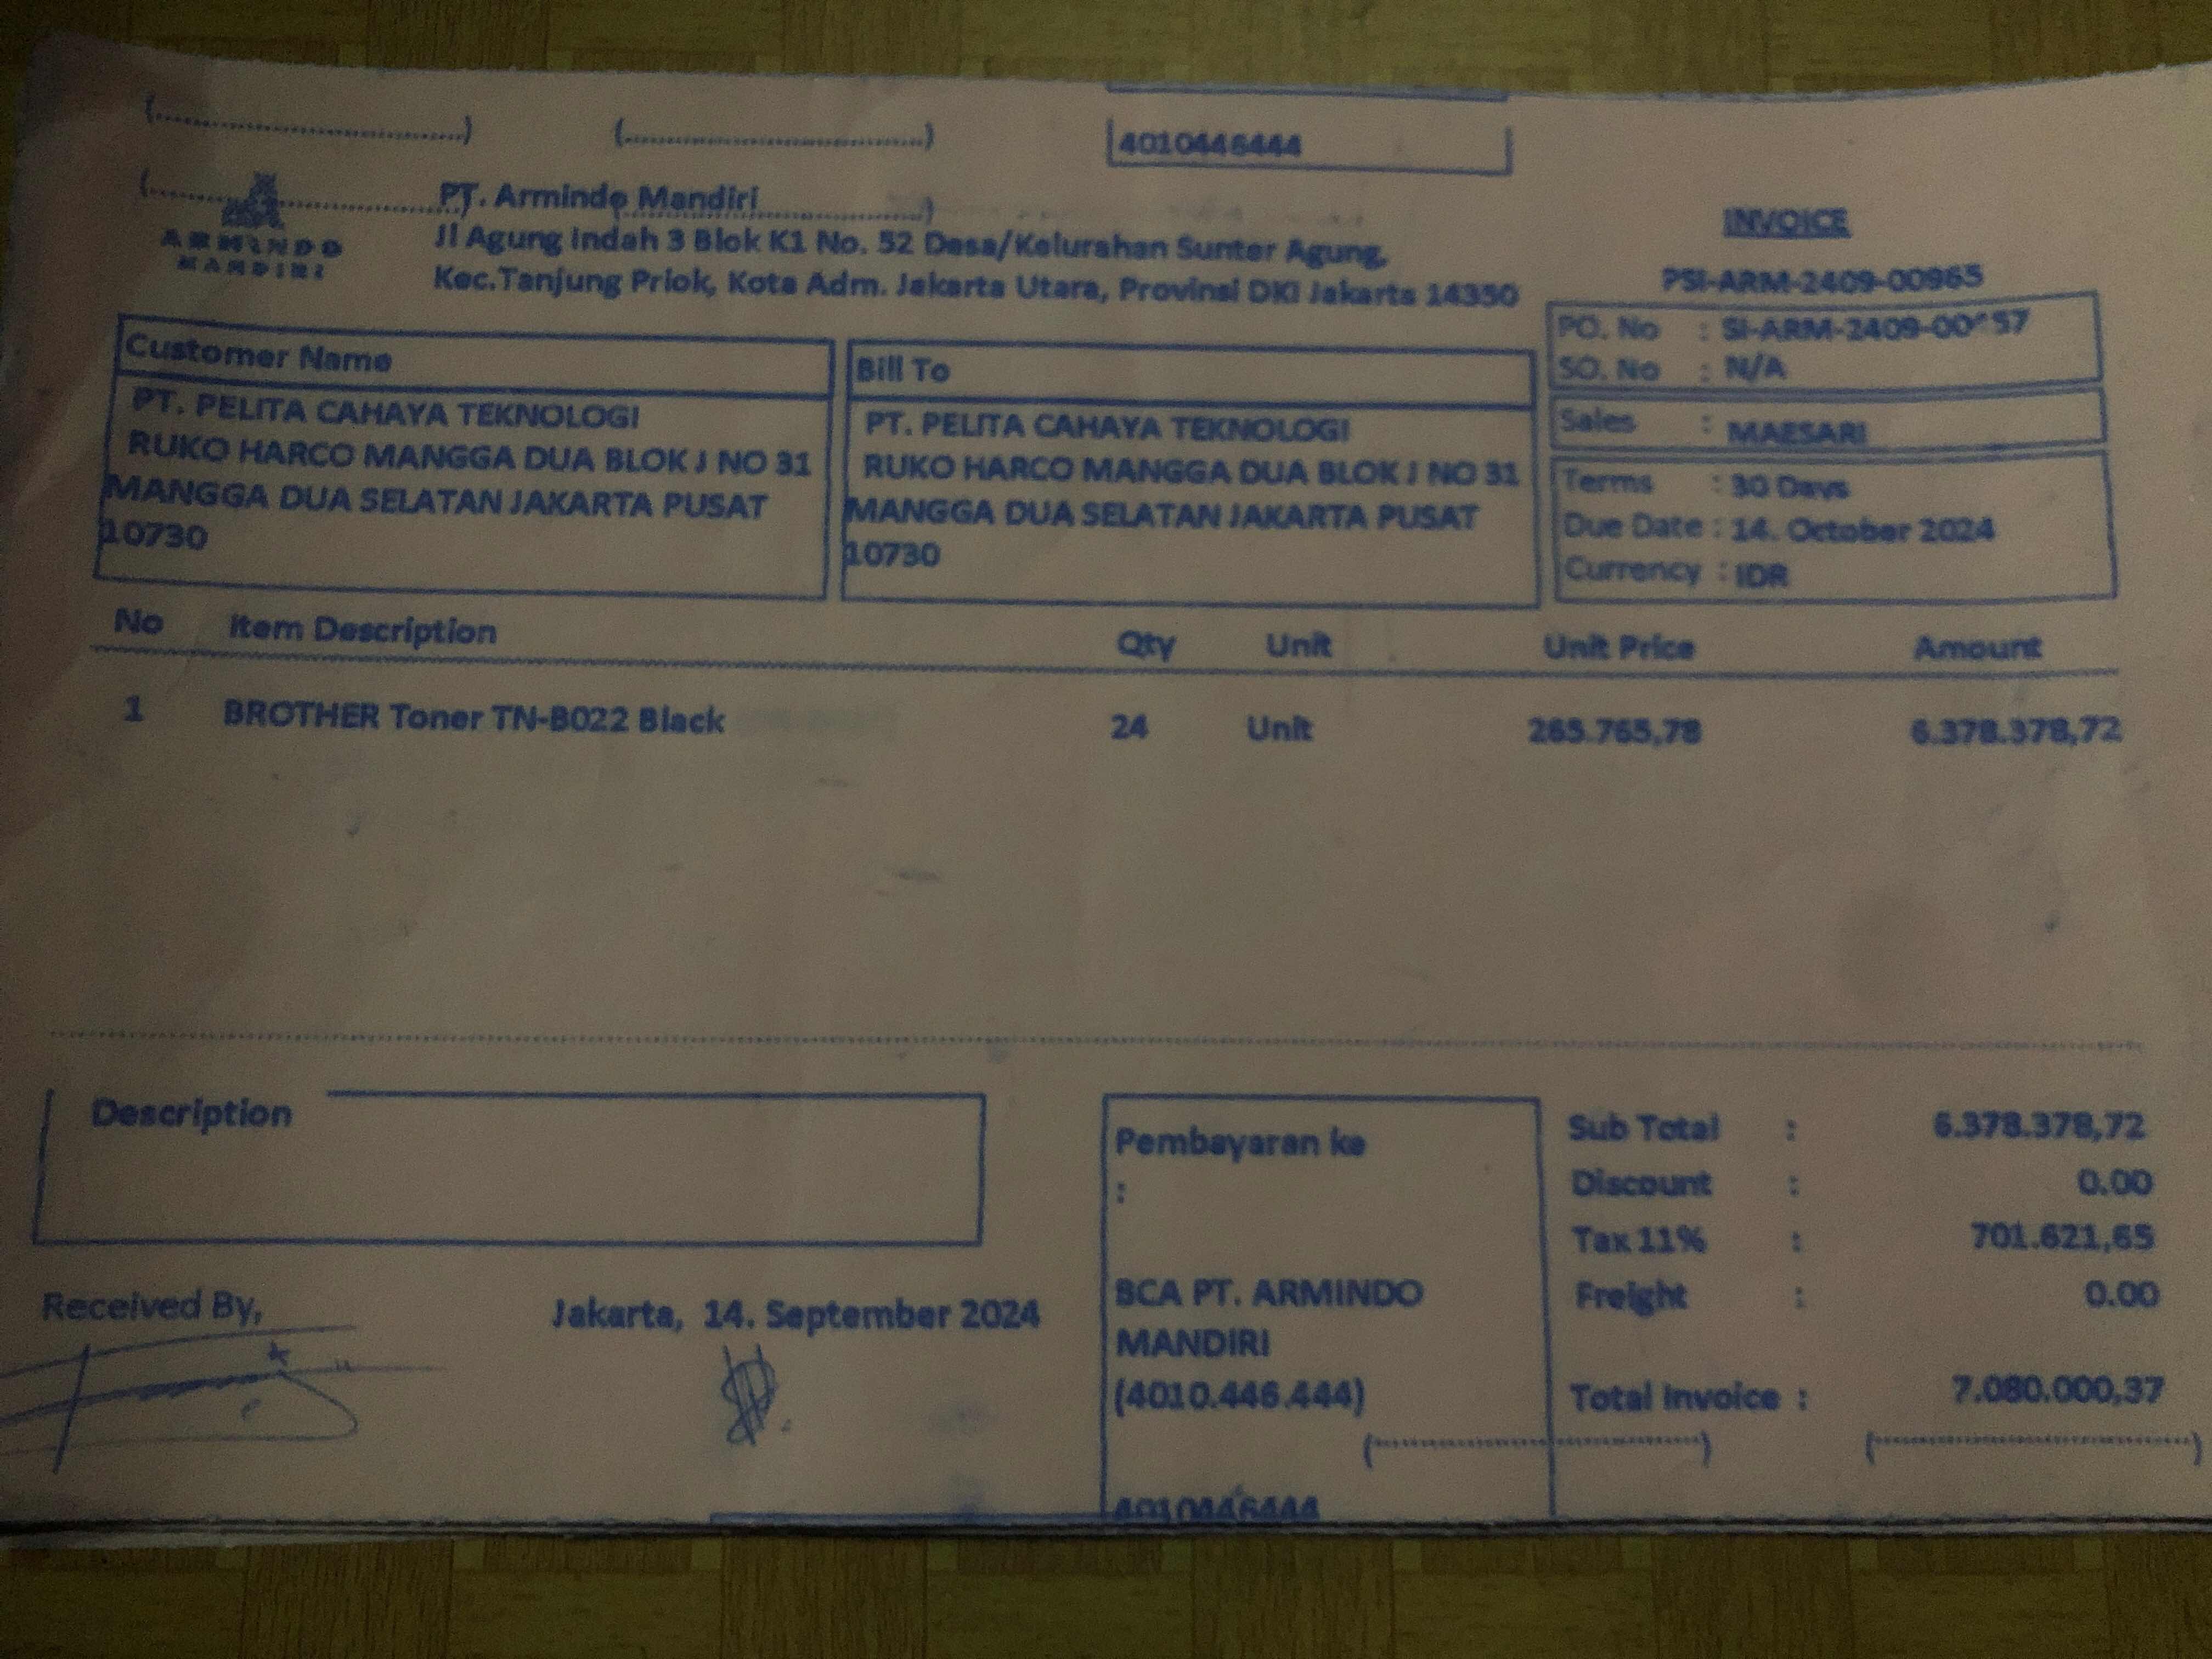 (..............................) (..............................) 4010446444
(..............................) PT. Armindo Mandiri ..............................)
ARMINDO
MANDIRI
Jl Agung Indah 3 Blok K1 No. 52 Desa/Kelurahan Sunter Agung,
Kec.Tanjung Priok, Kota Adm. Jakarta Utara, Provinsi DKI Jakarta 14350
INVOICE
PSI-ARM-2409-00965
PO. No :
SO. No : N/A
Sales : MAESARI
Terms : 30 Days
Due Date : 14. October 2024
Currency : IDR
Customer Name
PT. PELITA CAHAYA TEKNOLOGI
RUKO HARCO MANGGA DUA BLOK J NO 31
MANGGA DUA SELATAN JAKARTA PUSAT
10730
Bill To
PT. PELITA CAHAYA TEKNOLOGI
RUKO HARCO MANGGA DUA BLOK J NO 31
MANGGA DUA SELATAN JAKARTA PUSAT
10730
No Item Description Qty Unit Unit Price Amount
1 BROTHER Toner TN-B022 Black 24 Unit 265.765,78 6.378.378,72
Description
Received By,
Jakarta, 14. September 2024
Pembayaran ke
:
BCA PT. ARMINDO
MANDIRI
(4010.446.444)
4010446444
Sub Total : 6.378.378,72
Discount : 0.00
Tax 11% : 701.621,65
Freight : 0.00
Total Invoice : 7.080.000,37
(..............................) (..............................)